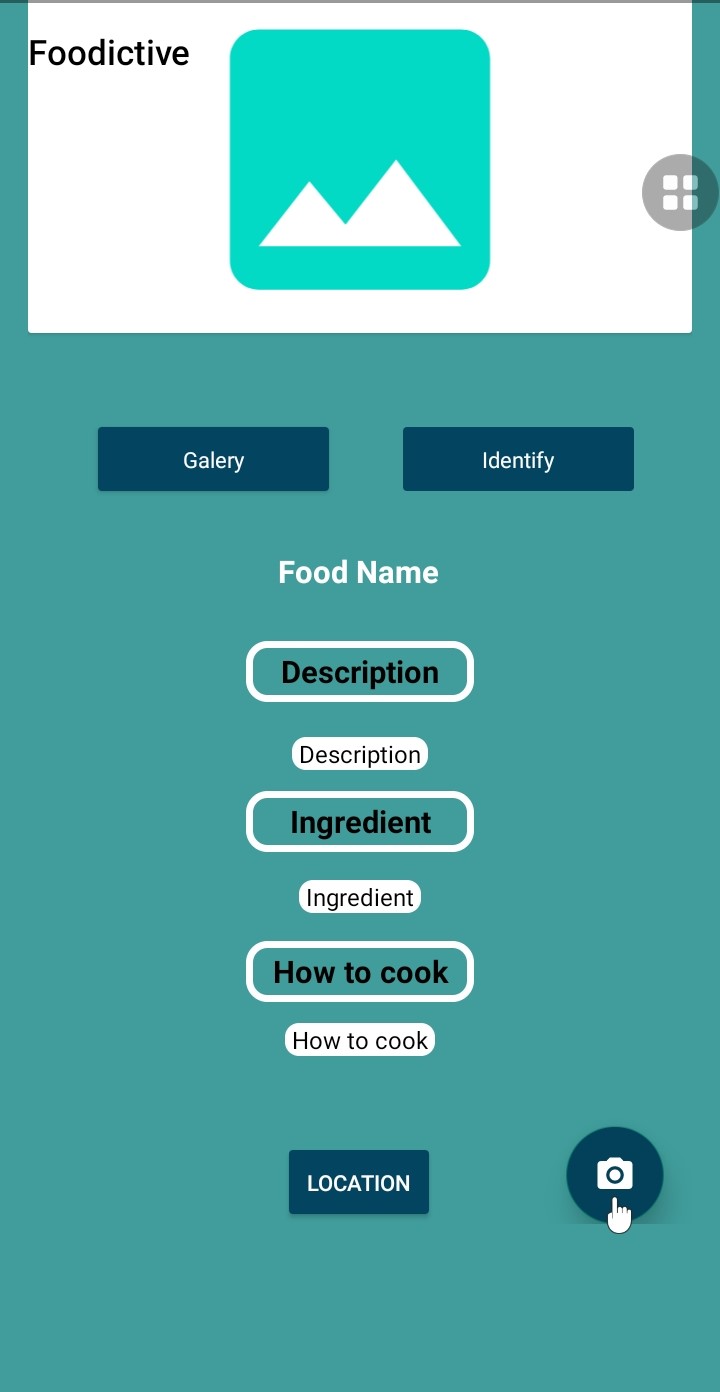 Foodictive
Galery
Identify
Food Name
Description
Description
Ingredient
Ingredient
How to cook
How to cook
LOCATION